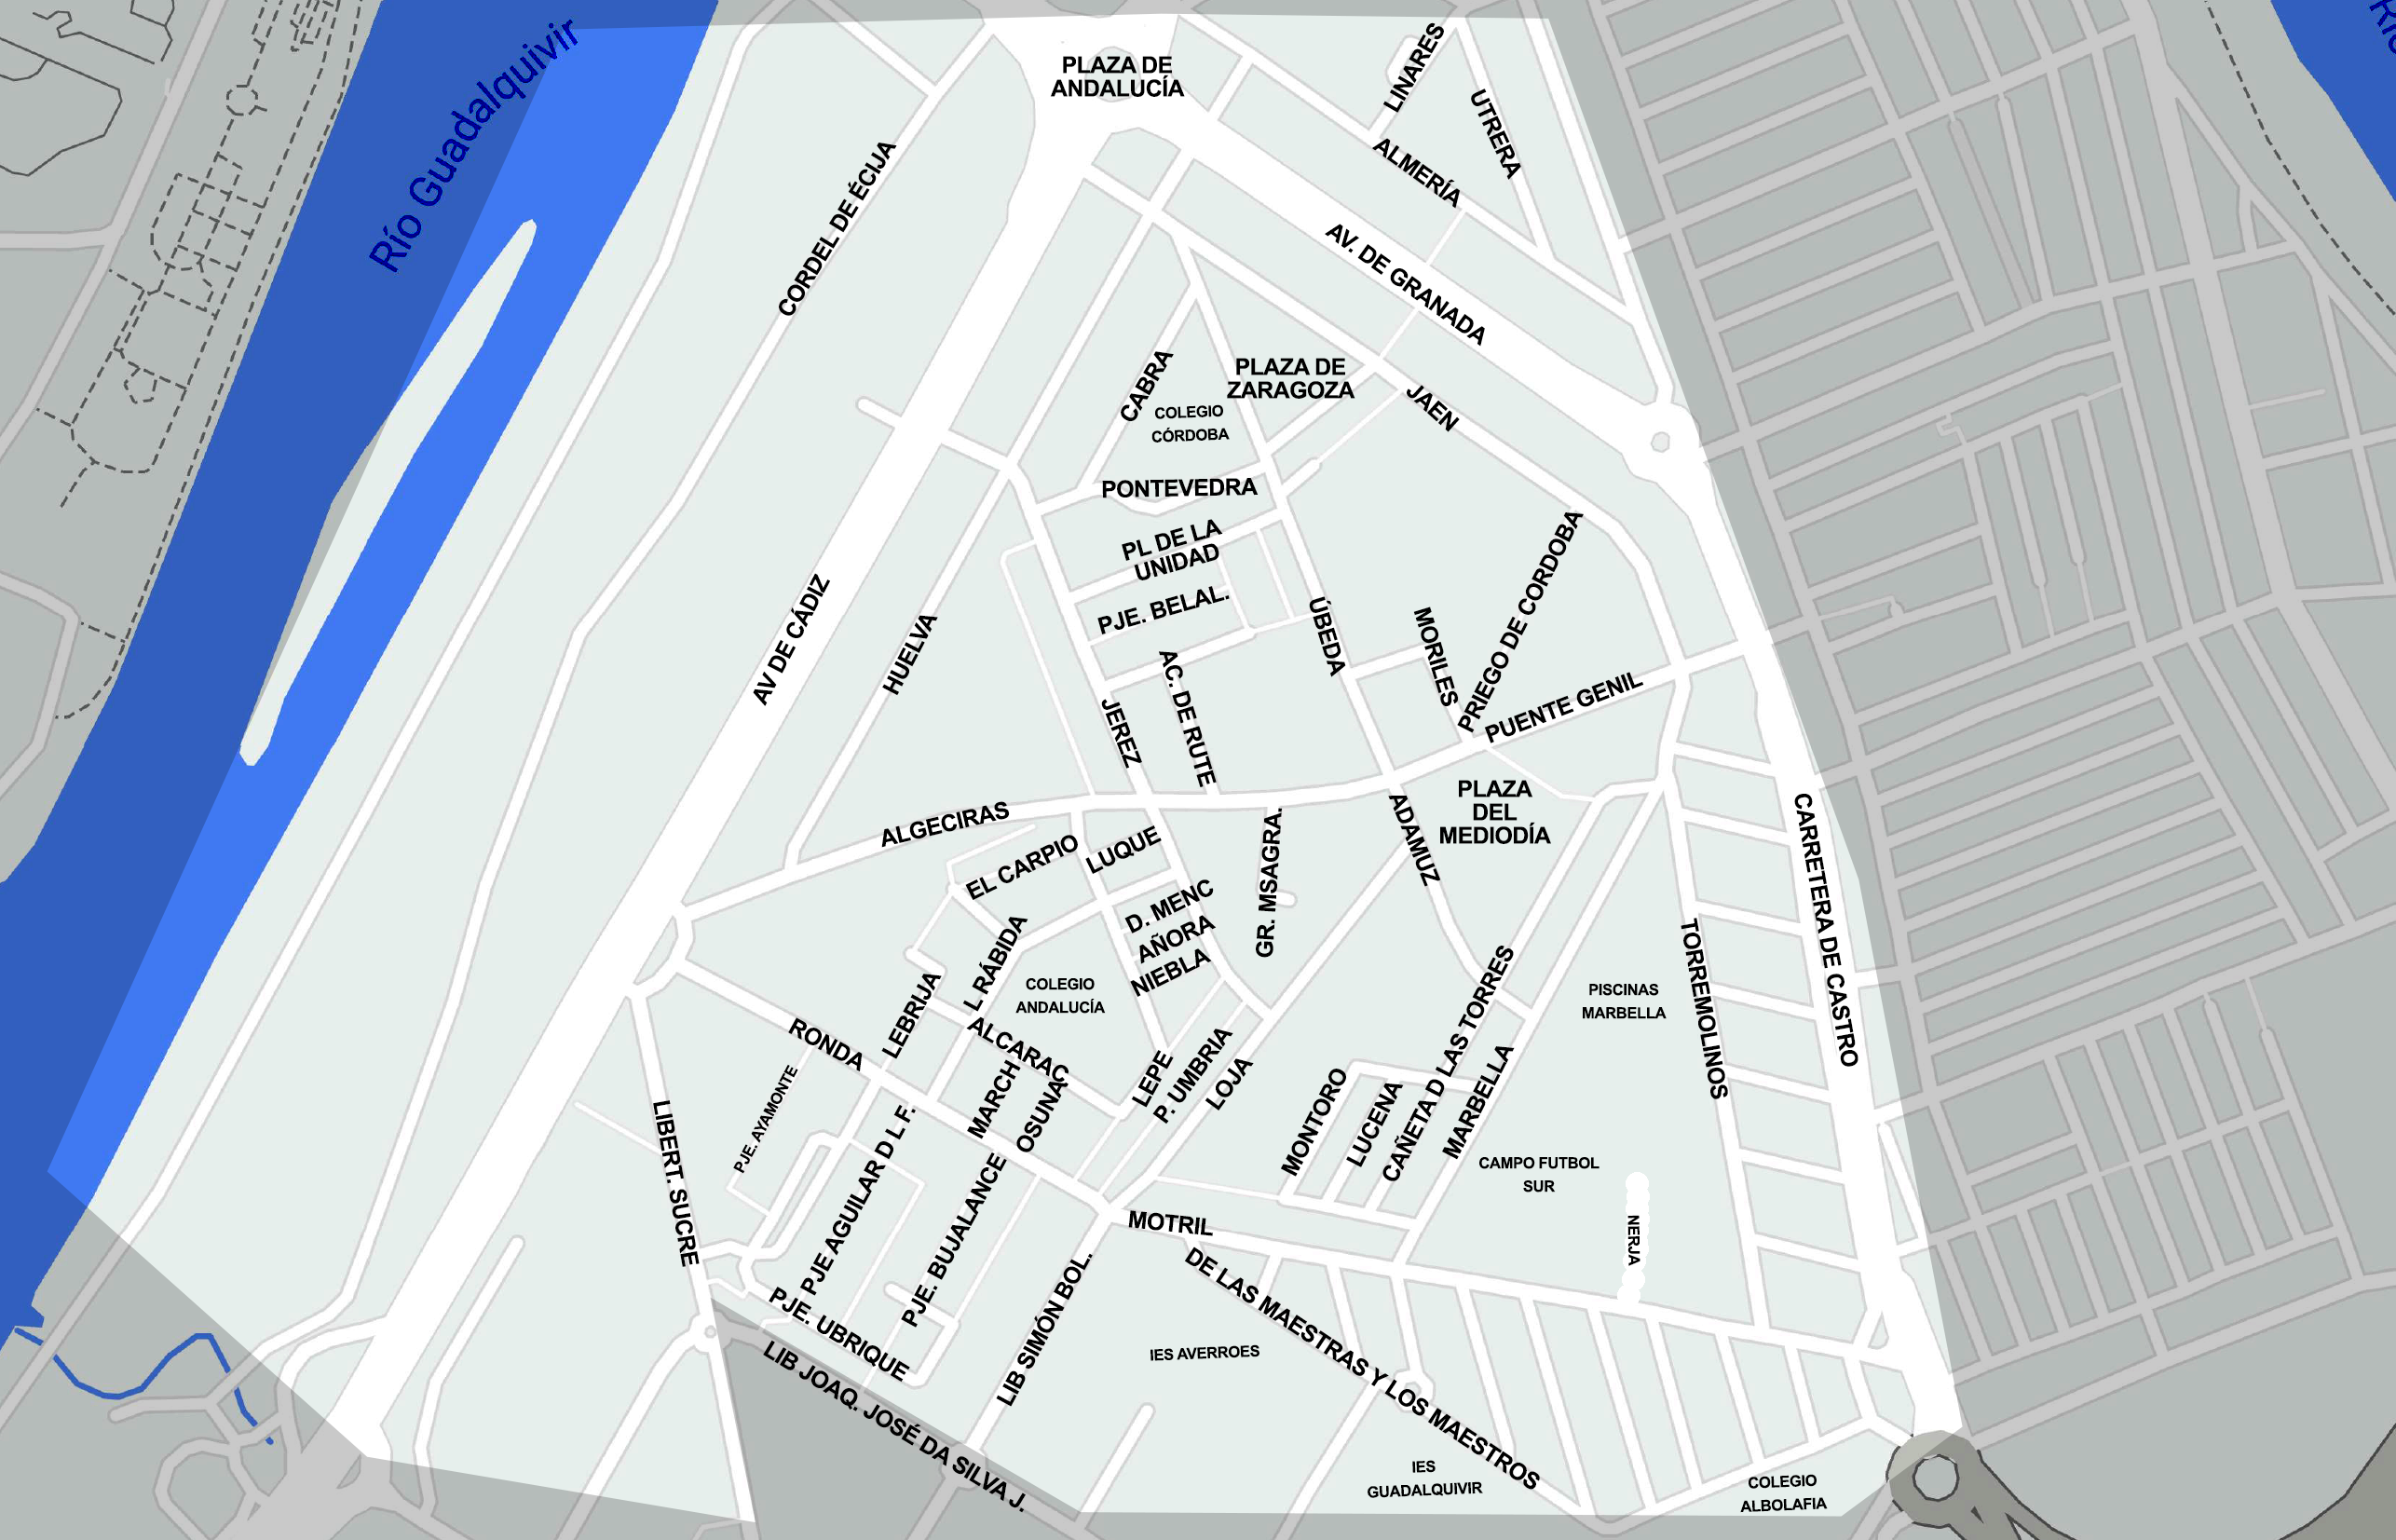 Río Guadalquivir
Río
PLAZA DE
ANDALUCÍA
LINARES
UTRERA
ALMERÍA
CORDEL DE ÉCIJA
AV. DE GRANADA
CABRA
PLAZA DE
ZARAGOZA
COLEGIO
CÓRDOBA
JAEN
PONTEVEDRA
PL DE LA
UNIDAD
PJE. BELAL.
AV DE CÁDIZ
HUELVA
ÚBEDA
MORILES
PRIEGO DE CORDOBA
PUENTE GENIL
AC. DE RUTE
JEREZ
ALGECIRAS
PLAZA
DEL
MEDIODÍA
ADAMUZ
EL CARPIO
LUQUE
GR. MSAGRA.
D. MENC
AÑORA
NIEBLA
CARRETERA DE CASTRO
TORREMOLINOS
L RÁBIDA
LEBRIJA
COLEGIO
ANDALUCÍA
PISCINAS
MARBELLA
RONDA
ALCARAC
MARCH
OSUNA
LEPE
P. UMBRIA
LOJA
MONTORO
LUCENA
CAÑETA D LAS TORRES
MARBELLA
PJE. AYAMONTE
LIBERT. SUCRE
PJE AGUILAR D L F.
PJE. BUJALANCE
CAMPO FUTBOL
SUR
NERJA
MOTRIL
DE LAS MAESTRAS Y LOS MAESTROS
LIB SIMÓN BOL.
PJE. UBRIQUE
LIB JOAQ. JOSÉ DA SILVA J.
IES AVERROES
IES
GUADALQUIVIR
COLEGIO
ALBOLAFIA